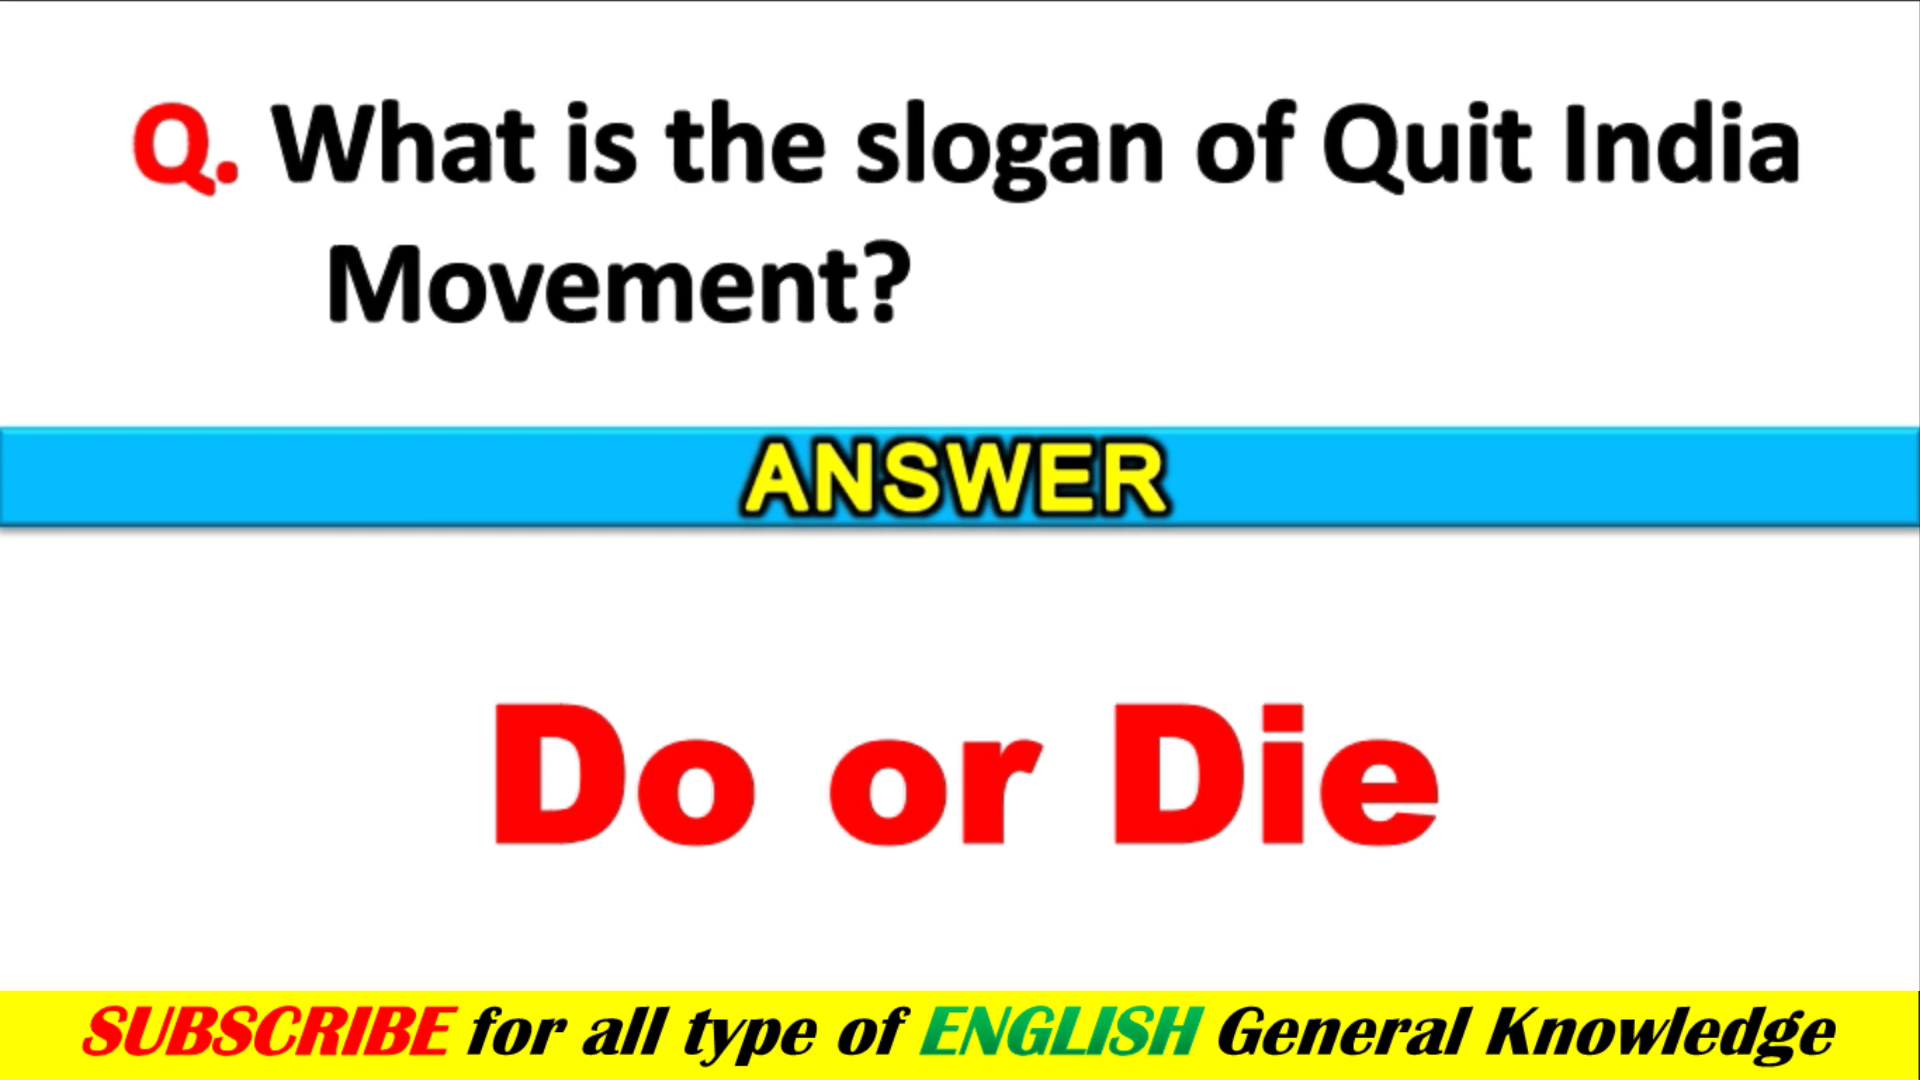 Q. What is the slogan of Quit India
Movement?
ANSWER
Do or Die
SUBSCRIBE for all type of ENGLISH General Knowledge